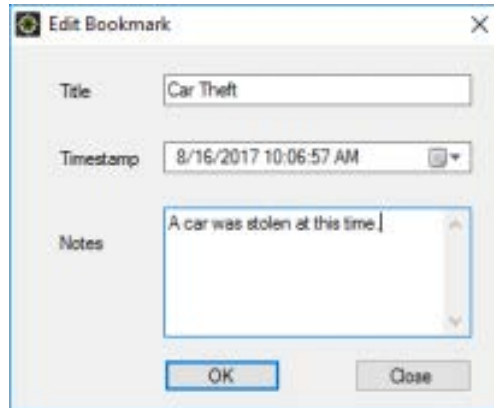 Edit Bookmark
Title
Car Theft
Timestamp
8/16/2017 10:06:57 AM
Notes
A car was stolen at this time.
OK
Close